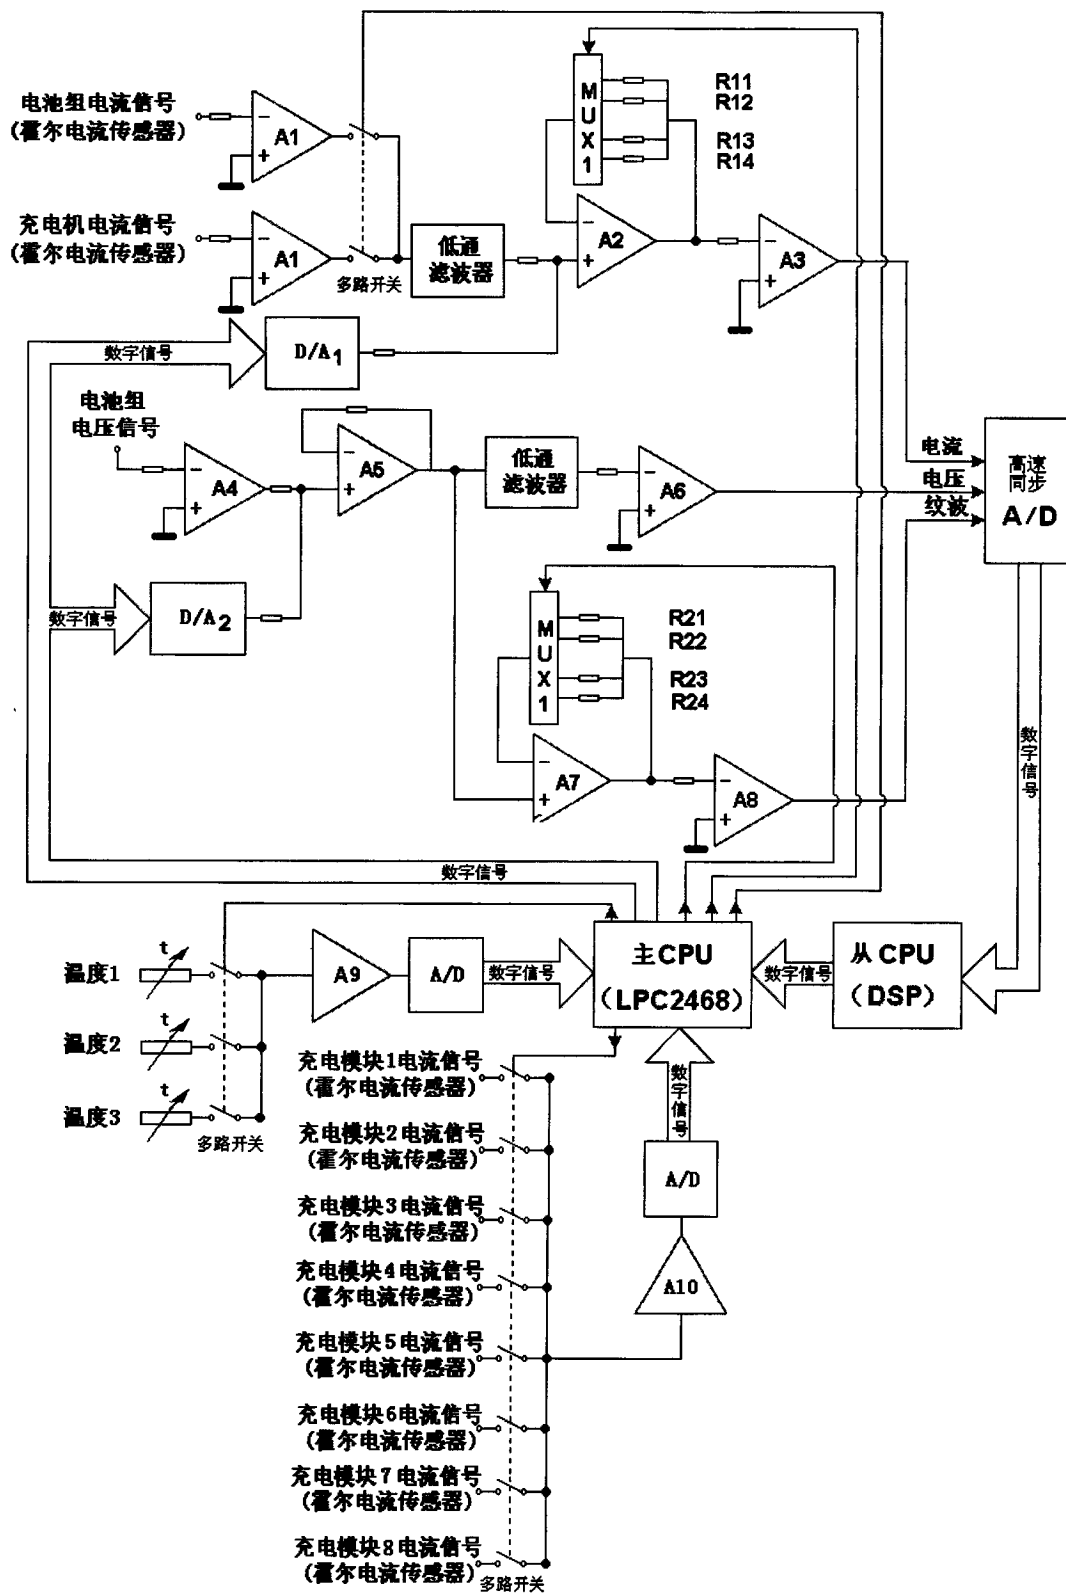 电池组电流信号
(霍尔电流传感器)
A1
充电机电流信号
(霍尔电流传感器)
A1
多路开关
低通
滤波器
MUX1
R11
R12
R13
R14
A2
A3
数字信号
D/A1
电池组
电压信号
A4
A5
低通
滤波器
A6
电流
电压
纹波
高速
同步
A/D
数字信号
D/A2
MUX1
R21
R22
R23
R24
A7
A8
数字信号
数字信号
温度1
t
温度2
t
温度3
t
多路开关
A9
A/D
数字信号
主CPU
(LPC2468)
数字信号
从CPU
(DSP)
数字信号
A/D
A10
充电模块1电流信号
(霍尔电流传感器)
充电模块2电流信号
(霍尔电流传感器)
充电模块3电流信号
(霍尔电流传感器)
充电模块4电流信号
(霍尔电流传感器)
充电模块5电流信号
(霍尔电流传感器)
充电模块6电流信号
(霍尔电流传感器)
充电模块7电流信号
(霍尔电流传感器)
充电模块8电流信号
(霍尔电流传感器)
多路开关